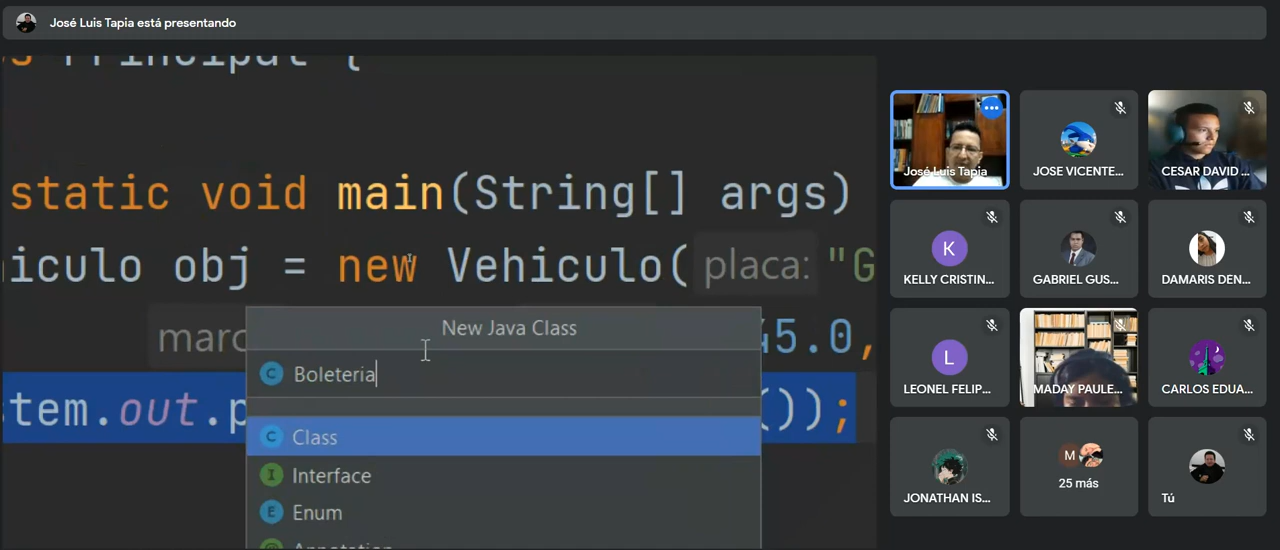 José Luis Tapia está presentando
s Principal {
static void main(String[] args)
iculo obj = new Vehiculo( placa: "G
marc
45.0,
stem.out.p
());
New Java Class
Boleteria
Class
Interface
Enum
Annotation
José Luis Tapia
JOSE VICENTE...
CESAR DAVID ...
K
KELLY CRISTIN...
GABRIEL GUS...
DAMARIS DEN...
L
LEONEL FELIP...
MADAY PAULE...
CARLOS EDUA...
JONATHAN IS...
M
25 más
Tú